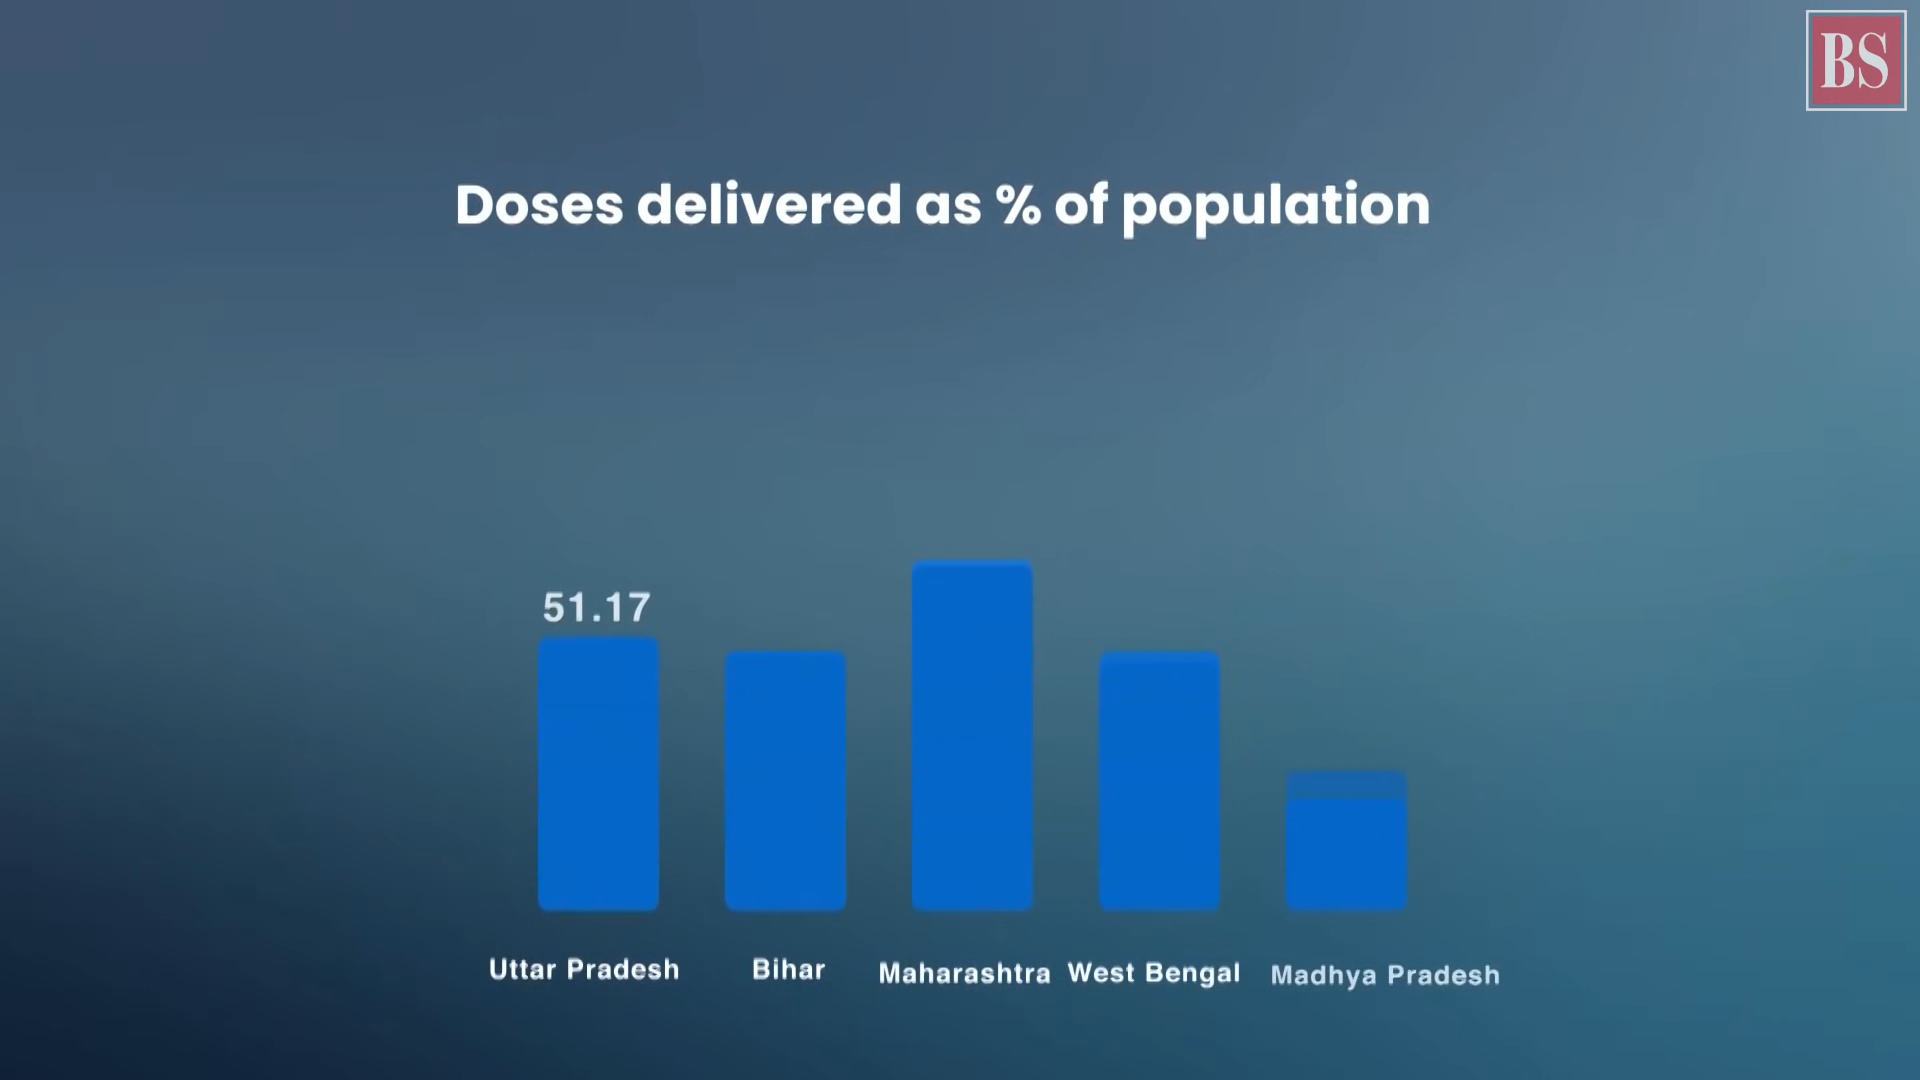 BS
Doses delivered as % of population
51.17
Uttar Pradesh
Bihar
Maharashtra
West Bengal
Madhya Pradesh